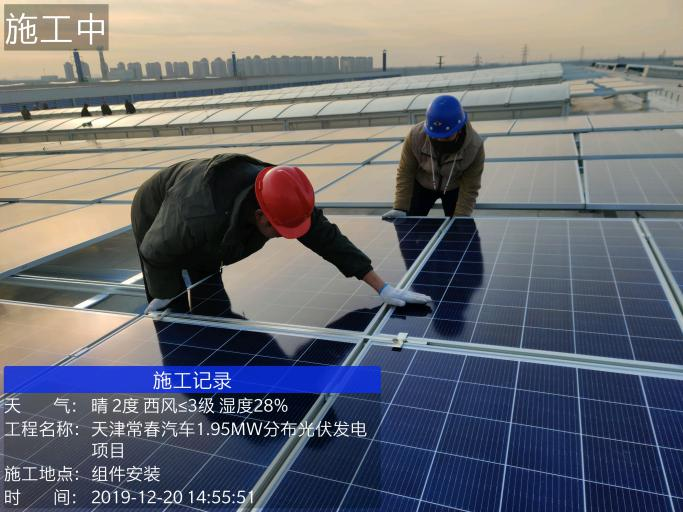 施工中
施工记录
天 气： 晴 2度 西风≤3级 湿度28%
工程名称： 天津常春汽车1.95MW分布光伏发电
项目
施工地点： 组件安装
时 间： 2019-12-20 14:55:51